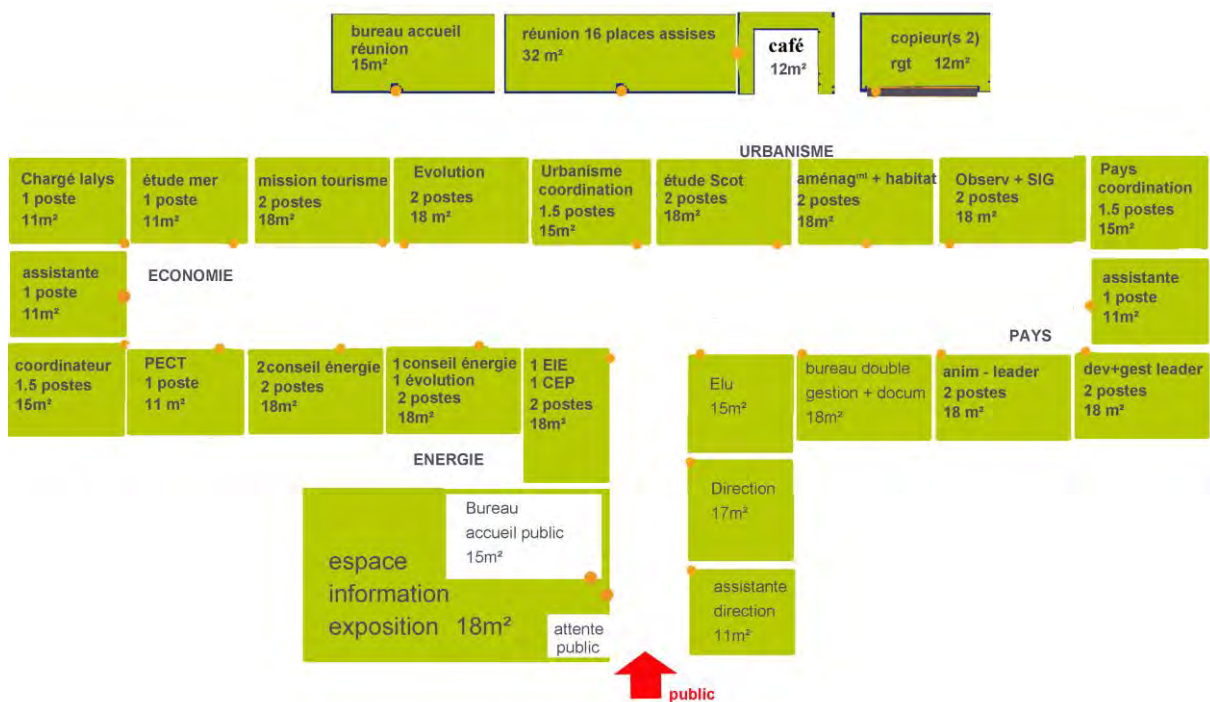 bureau accueil
réunion
15m²
réunion 16 places assises
32 m²
café
12m²
copieur(s 2)
rgt 12m²
URBANISME
Chargé Ialys
1 poste
11m²
étude mer
1 poste
11m²
mission tourisme
2 postes
18m²
Evolution
2 postes
18 m²
Urbanisme
coordination
1.5 postes
15m²
étude Scot
2 postes
18m²
aménagᵐᵗ + habitat
2 postes
18m²
Observ + SIG
2 postes
18 m²
Pays
coordination
1.5 postes
15m²
assistante
1 poste
11m²
ECONOMIE
assistante
1 poste
11m²
PAYS
coordinateur
1.5 postes
15m²
PECT
1 poste
11 m²
2conseil énergie
2 postes
18m²
1conseil énergie
1 évolution
2 postes
18m²
1 EIE
1 CEP
2 postes
18m²
Elu
15m²
bureau double
gestion + docum
18m²
anim - leader
2 postes
18 m²
dev+gest leader
2 postes
18 m²
ENERGIE
Bureau
accueil public
15m²
espace
information
exposition 18m²
attente
public
Direction
17m²
assistante
direction
11m²
public